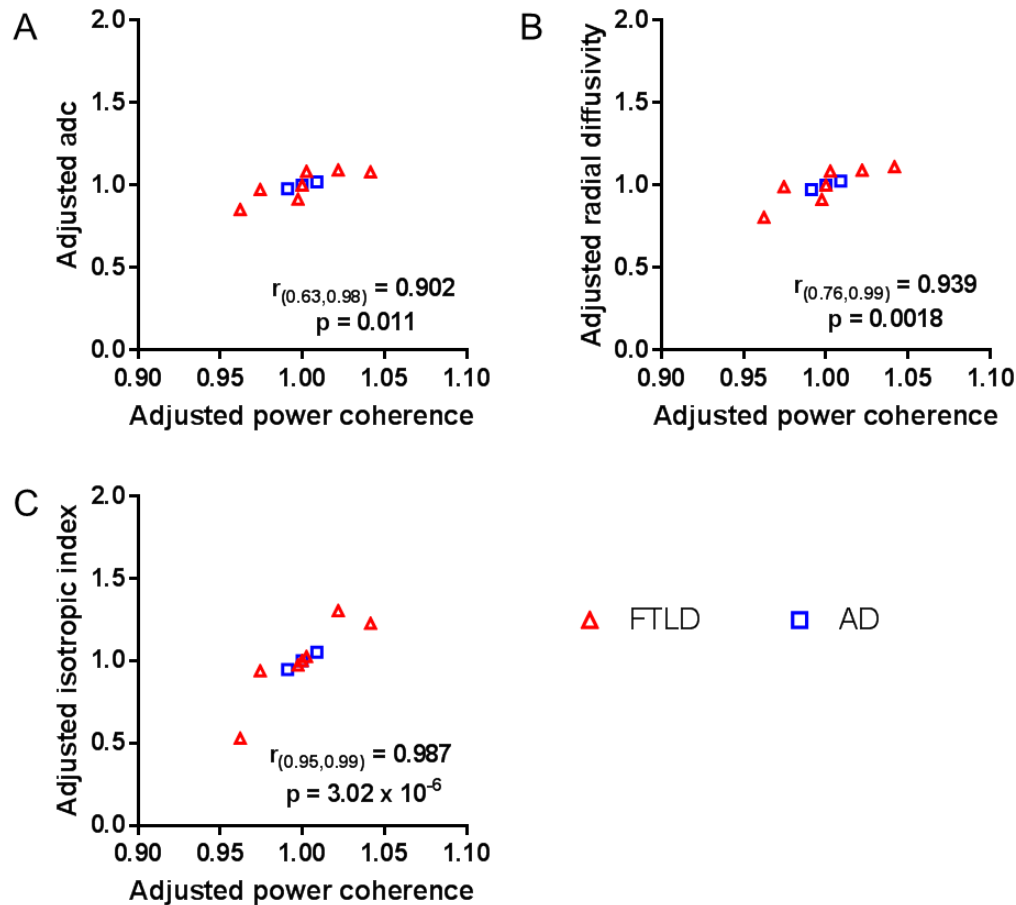 A
Adjusted adc
2.0
1.5
1.0
0.5
0.0
r(0.63,0.98) = 0.902
p = 0.011
0.90 0.95 1.00 1.05 1.10
Adjusted power coherence
B
Adjusted radial diffusivity
2.0
1.5
1.0
0.5
0.0
r(0.76,0.99) = 0.939
p = 0.0018
0.90 0.95 1.00 1.05 1.10
Adjusted power coherence
C
Adjusted isotropic index
2.0
1.5
1.0
0.5
0.0
r(0.95,0.99) = 0.987
p = 3.02 x 10⁻⁶
0.90 0.95 1.00 1.05 1.10
Adjusted power coherence
FTLD
AD